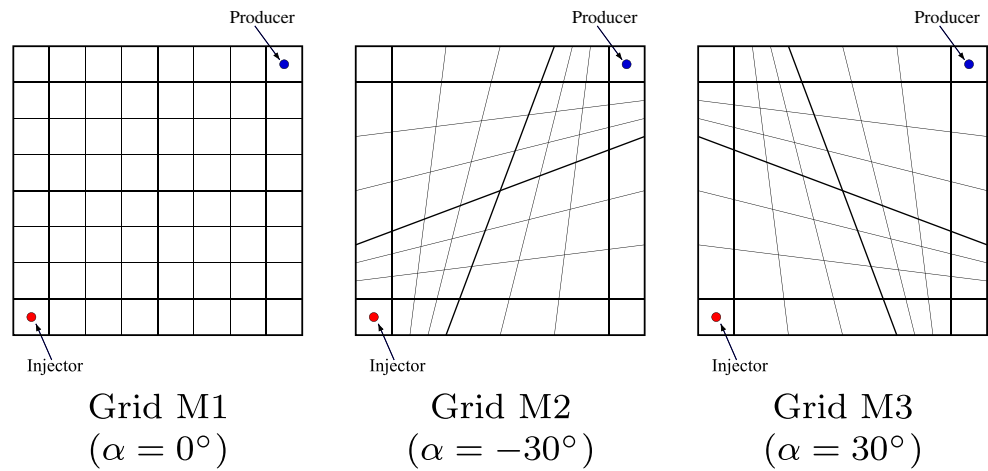 Producer Producer Producer
Injector Injector Injector
Grid M1 Grid M2 Grid M3
(α = 0°) (α = −30°) (α = 30°)